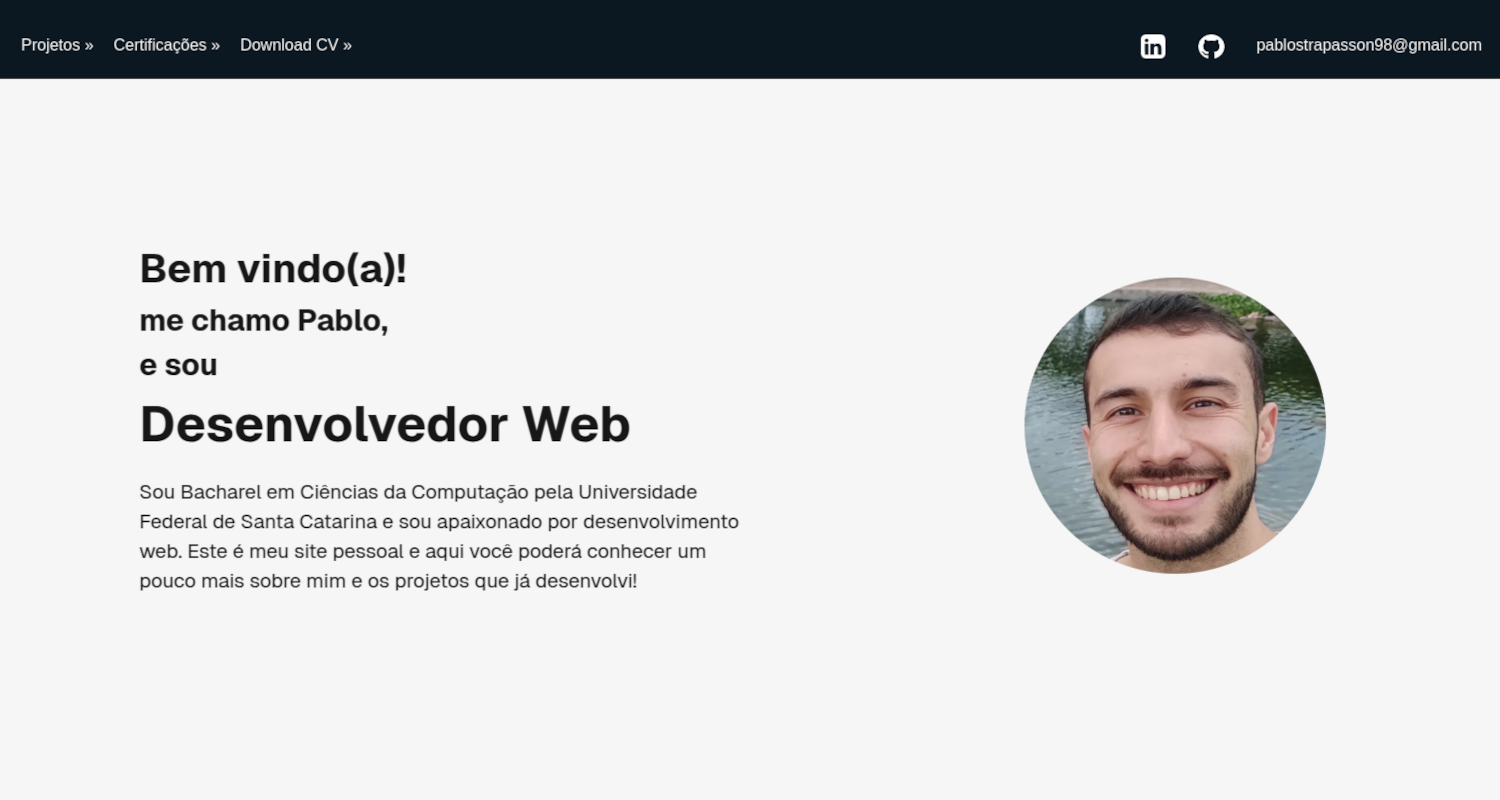 Projetos »
Certificações »
Download CV »
in
pablostrapasson98@gmail.com
Bem vindo(a)!
me chamo Pablo,
e sou
Desenvolvedor Web
Sou Bacharel em Ciências da Computação pela Universidade
Federal de Santa Catarina e sou apaixonado por desenvolvimento
web. Este é meu site pessoal e aqui você poderá conhecer um
pouco mais sobre mim e os projetos que já desenvolvi!